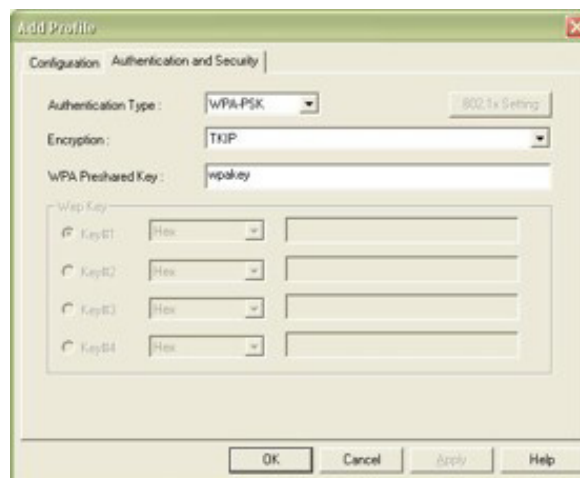 Add Profile
Configuration Authentication and Security
Authentication Type : WPA-PSK 802.1x Setting
Encryption : TKIP
WPA Preshared Key : wpakey
Wep Key
Key#1 Hex
Key#2 Hex
Key#3 Hex
Key#4 Hex
OK Cancel Apply Help